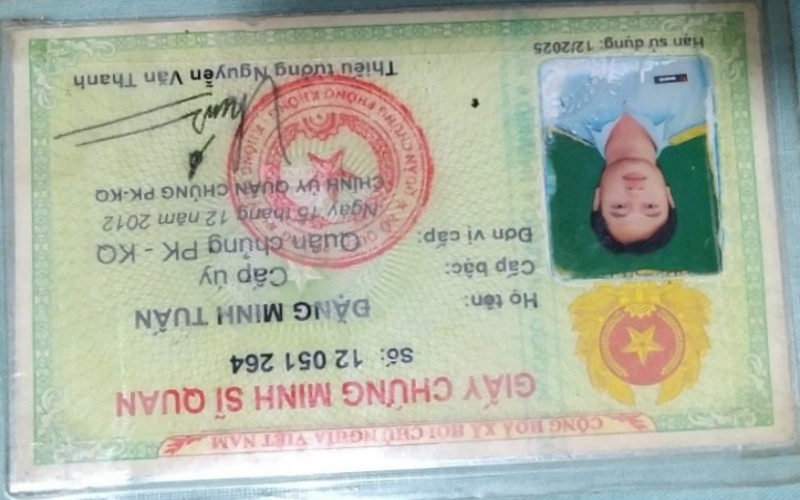 CỘNG HOÀ XÃ HỘI CHỦ NGHĨA VIỆT NAM
GIẤY CHỨNG MINH SĨ QUAN
Số: 12 051 264
Họ tên: ĐẶNG MINH TUẤN
Cấp bậc: Cấp úy
Đơn vị cấp: Quân chủng PK - KQ
Ngày 15 tháng 12 năm 2012
CHÍNH ỦY QUÂN CHỦNG PK-KQ
Thiếu tướng Nguyễn Văn Thanh
Hạn sử dụng: 12/2025